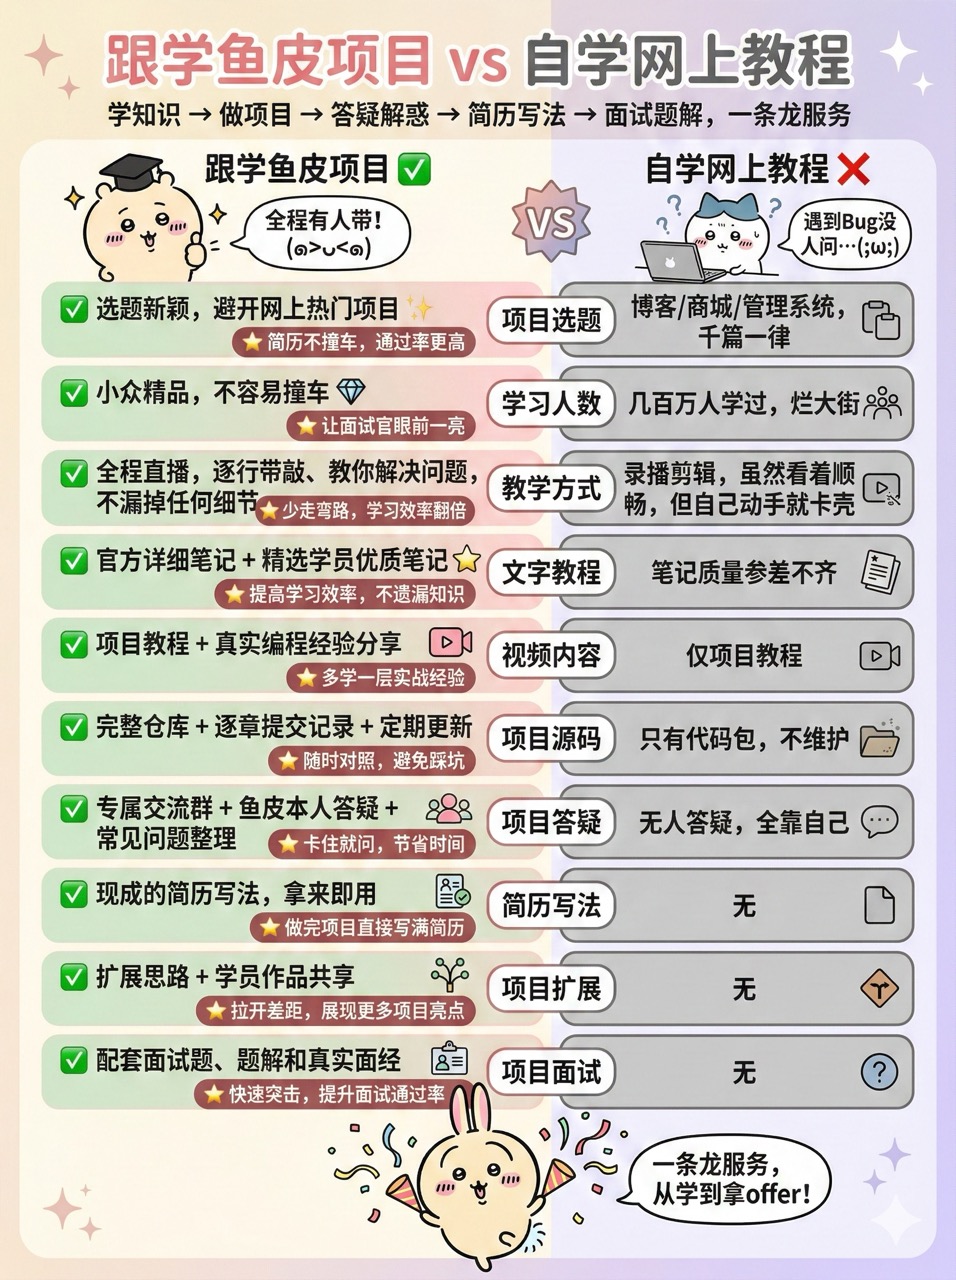 跟学鱼皮项目 vs 自学网上教程
学知识 → 做项目 → 答疑解惑 → 简历写法 → 面试题解，一条龙服务
跟学鱼皮项目 ✅
自学网上教程 ❌
全程有人带！
(๑>ᴗ<๑)
VS
遇到Bug没
人问…(;ω;)
✅ 选题新颖，避开网上热门项目 ✨
⭐ 简历不撞车，通过率更高
项目选题
博客/商城/管理系统，
千篇一律
✅ 小众精品，不容易撞车 💎
⭐ 让面试官眼前一亮
学习人数
几百万人学过，烂大街
✅ 全程直播，逐行带敲、教你解决问题，
不漏掉任何细节
⭐ 少走弯路，学习效率翻倍
教学方式
录播剪辑，虽然看着顺
畅，但自己动手就卡壳
✅ 官方详细笔记 + 精选学员优质笔记 ⭐
⭐ 提高学习效率，不遗漏知识
文字教程
笔记质量参差不齐
✅ 项目教程 + 真实编程经验分享
⭐ 多学一层实战经验
视频内容
仅项目教程
✅ 完整仓库 + 逐章提交记录 + 定期更新
⭐ 随时对照，避免踩坑
项目源码
只有代码包，不维护
✅ 专属交流群 + 鱼皮本人答疑 +
常见问题整理
⭐ 卡住就问，节省时间
项目答疑
无人答疑，全靠自己
✅ 现成的简历写法，拿来即用
⭐ 做完项目直接写满简历
简历写法
无
✅ 扩展思路 + 学员作品共享
⭐ 拉开差距，展现更多项目亮点
项目扩展
无
✅ 配套面试题、题解和真实面经
⭐ 快速突击，提升面试通过率
项目面试
无
一条龙服务，
从学到拿offer！